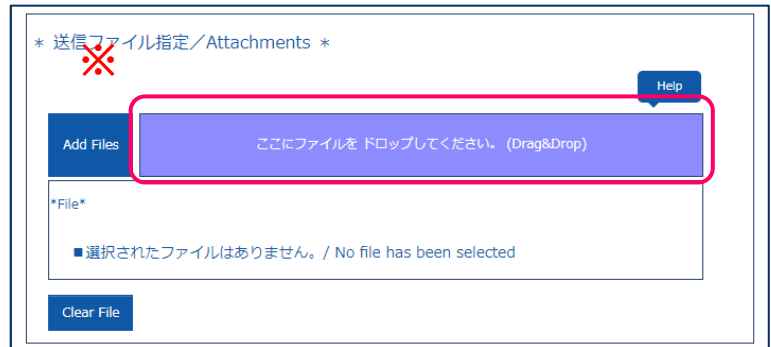 * 送信ファイル指定／Attachments *
※
Help
Add Files
ここにファイルを ドロップしてください。 (Drag&Drop)
*File*
■選択されたファイルはありません。/ No file has been selected
Clear File